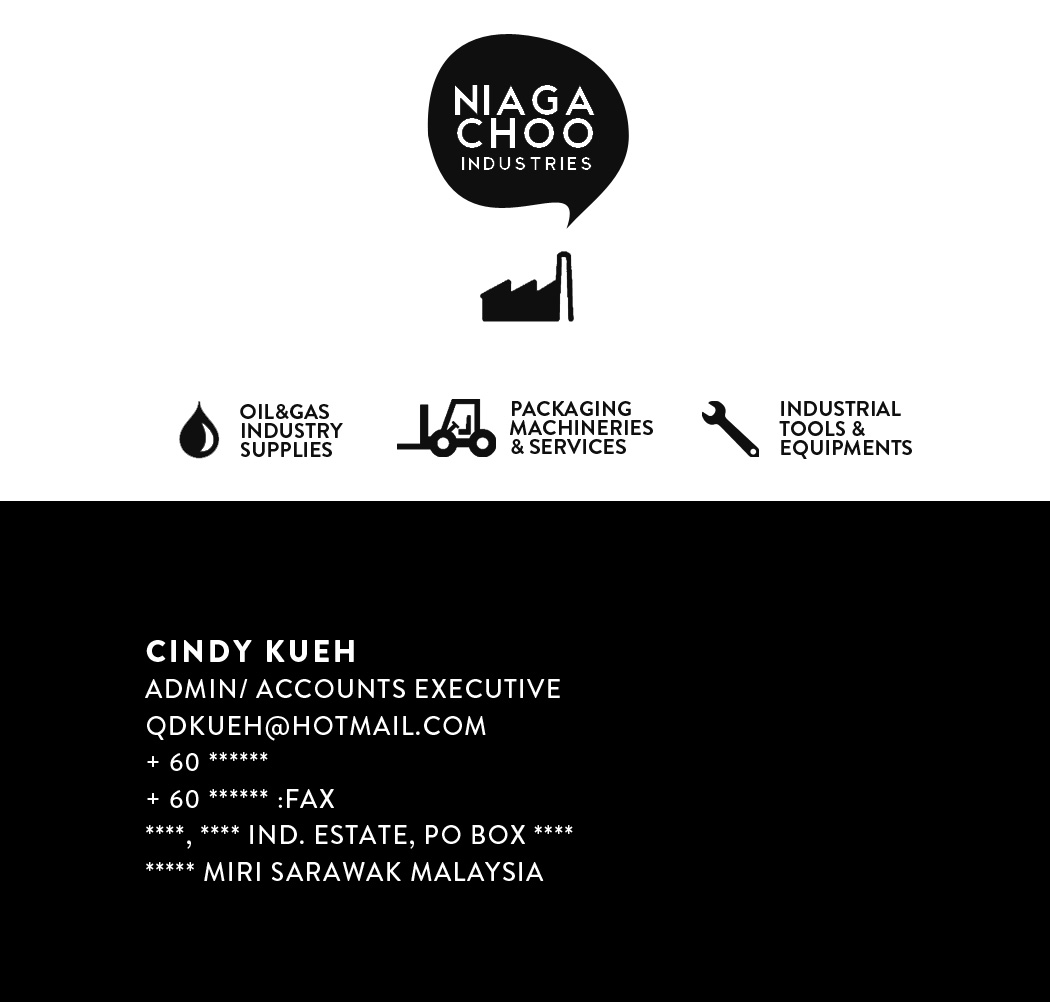 NIAGA
CHOO
INDUSTRIES
OIL&GAS
INDUSTRY
SUPPLIES
PACKAGING
MACHINERIES
& SERVICES
INDUSTRIAL
TOOLS &
EQUIPMENTS
CINDY KUEH
ADMIN/ ACCOUNTS EXECUTIVE
QDKUEH@HOTMAIL.COM
+ 60 ******
+ 60 ****** :FAX
****, **** IND. ESTATE, PO BOX ****
***** MIRI SARAWAK MALAYSIA